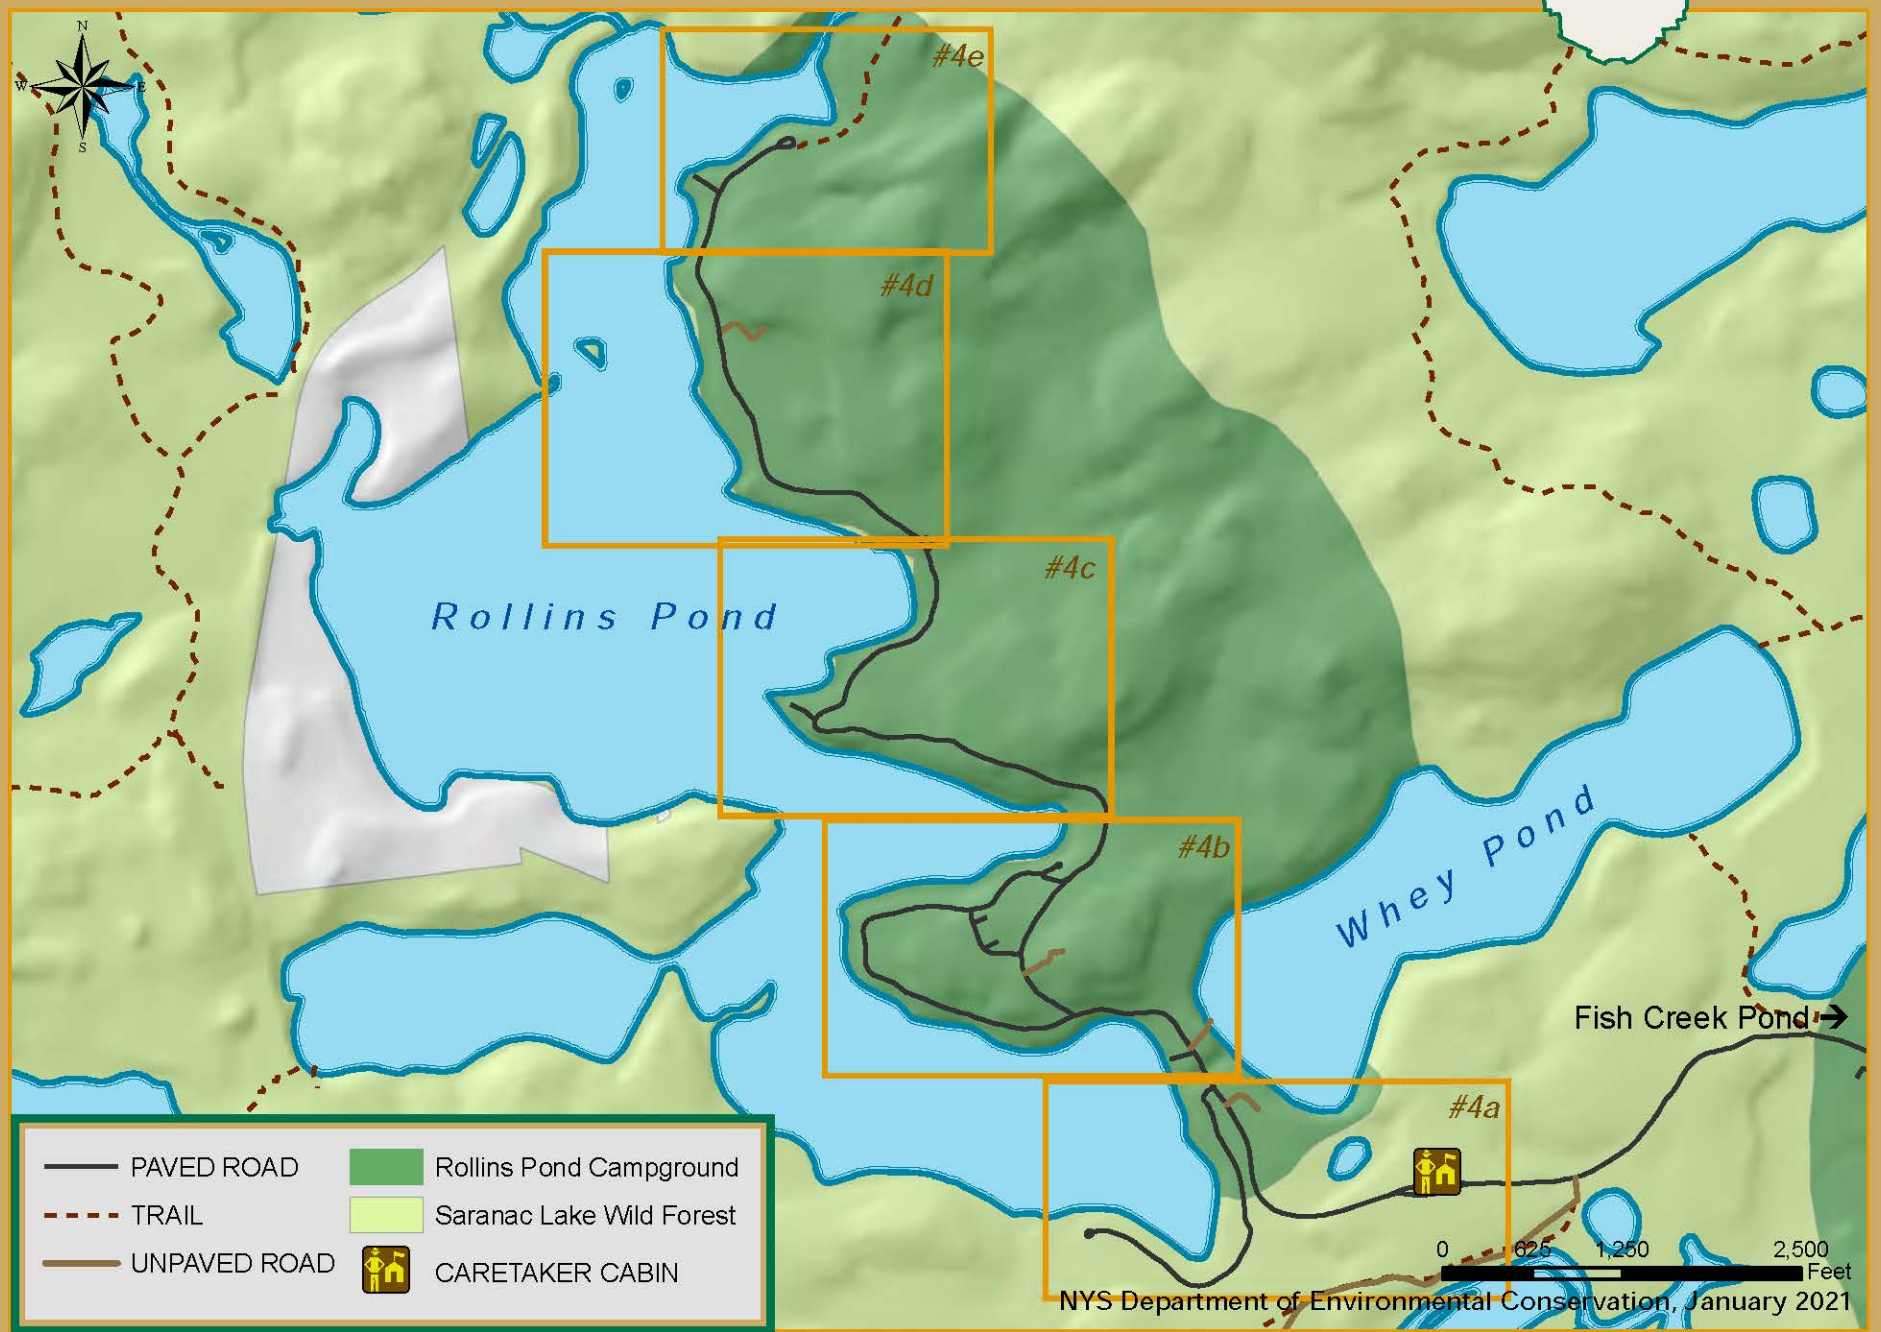 N
W
E
S
#4e
#4d
#4c
Rollins Pond
#4b
Whey Pond
Fish Creek Pond →
#4a
PAVED ROAD
TRAIL
UNPAVED ROAD
Rollins Pond Campground
Saranac Lake Wild Forest
CARETAKER CABIN
0 625 1,250 2,500
Feet
NYS Department of Environmental Conservation, January 2021